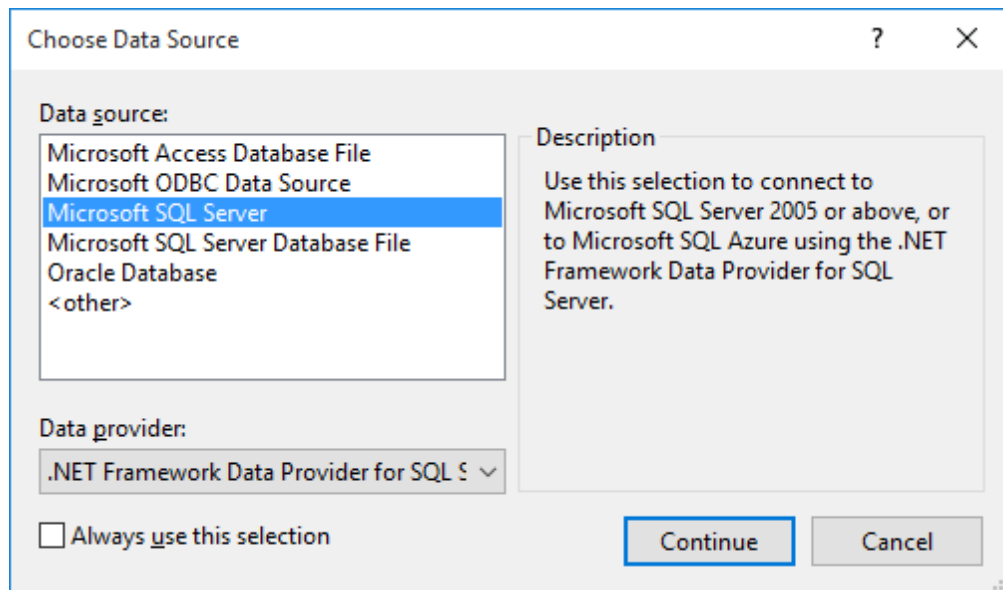 Choose Data Source
?
Data source:
Microsoft Access Database File
Microsoft ODBC Data Source
Microsoft SQL Server
Microsoft SQL Server Database File
Oracle Database
<other>
Description
Use this selection to connect to
Microsoft SQL Server 2005 or above, or
to Microsoft SQL Azure using the .NET
Framework Data Provider for SQL
Server.
Data provider:
.NET Framework Data Provider for SQL S
Always use this selection
Continue
Cancel